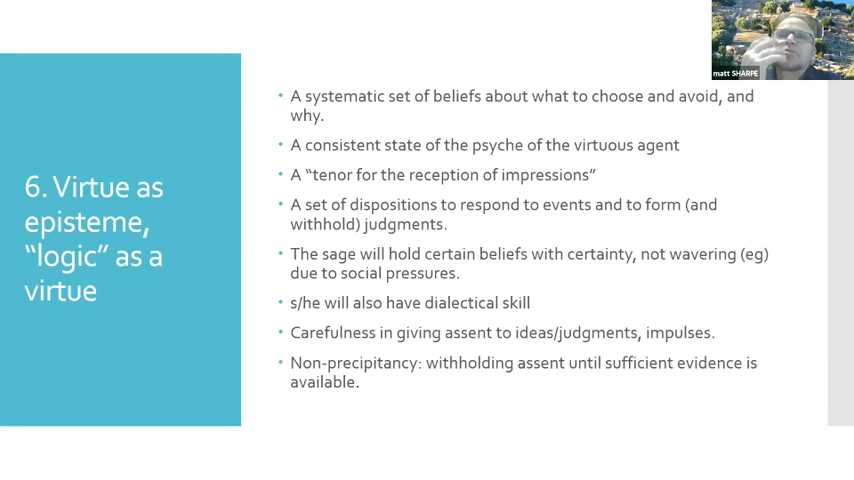 matt SHARPE
6. Virtue as
episteme,
“logic” as a
virtue
• A systematic set of beliefs about what to choose and avoid, and
why.
• A consistent state of the psyche of the virtuous agent
• A “tenor for the reception of impressions”
• A set of dispositions to respond to events and to form (and
withhold) judgments.
• The sage will hold certain beliefs with certainty, not wavering (eg)
due to social pressures.
• s/he will also have dialectical skill
• Carefulness in giving assent to ideas/judgments, impulses.
• Non-precipitancy: withholding assent until sufficient evidence is
available.